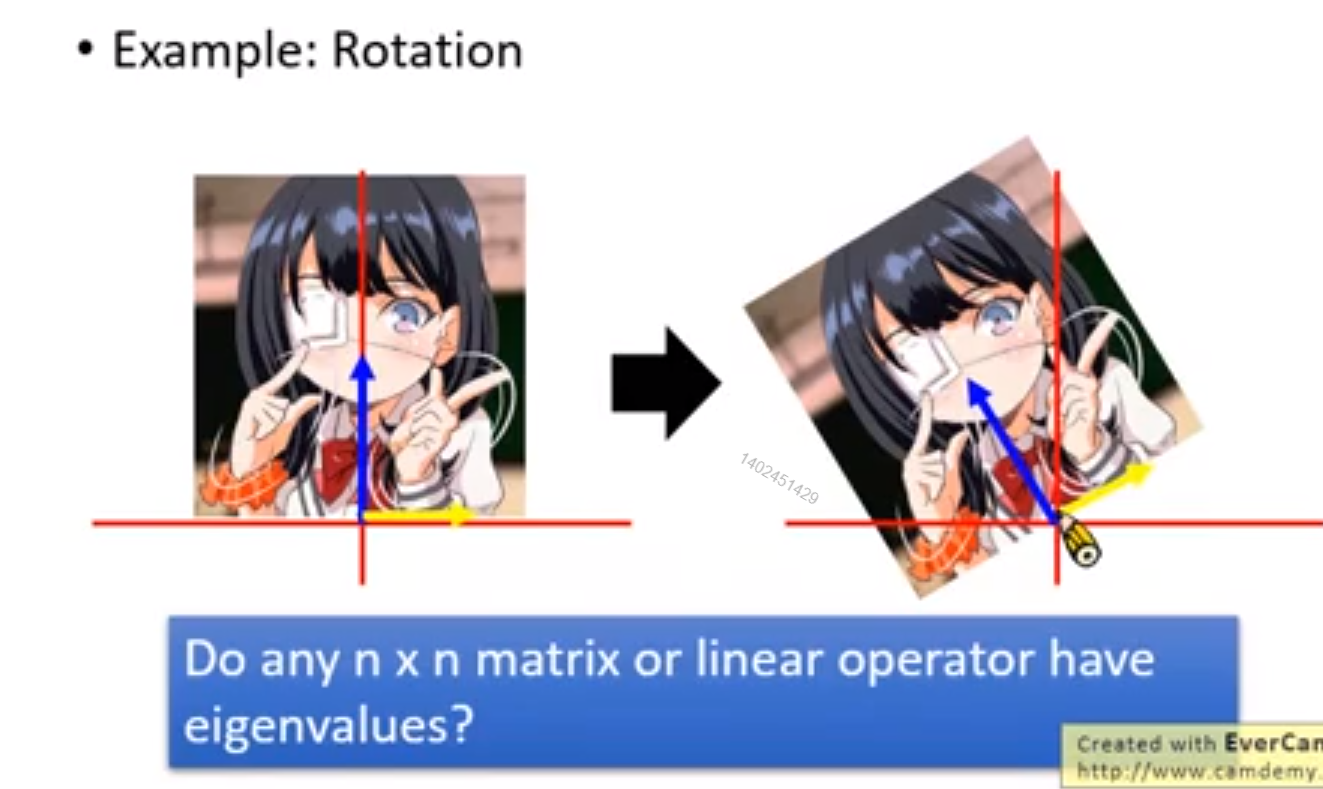 • Example: Rotation
1402451429
Do any n x n matrix or linear operator have
eigenvalues?
Created with EverCam
http://www.camdemy.